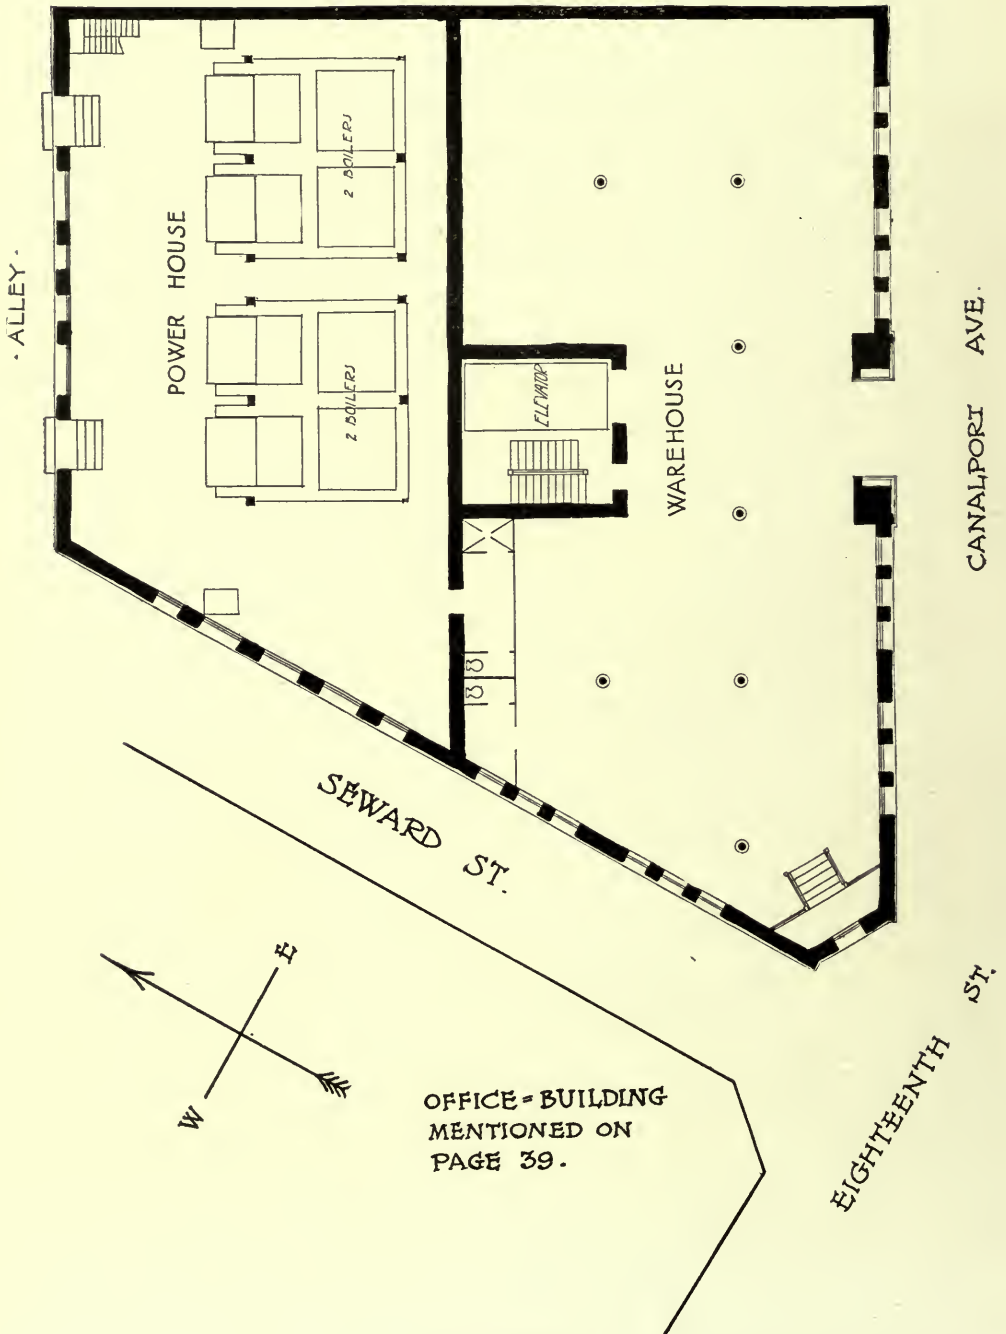 · ALLEY ·
POWER HOUSE
2 BOILERS
2 BOILERS
ELEVATOR
WAREHOUSE
CANALPORT AVE.
SEWARD ST.
EIGHTEENTH ST.
E
W
OFFICE=BUILDING
MENTIONED ON
PAGE 39.